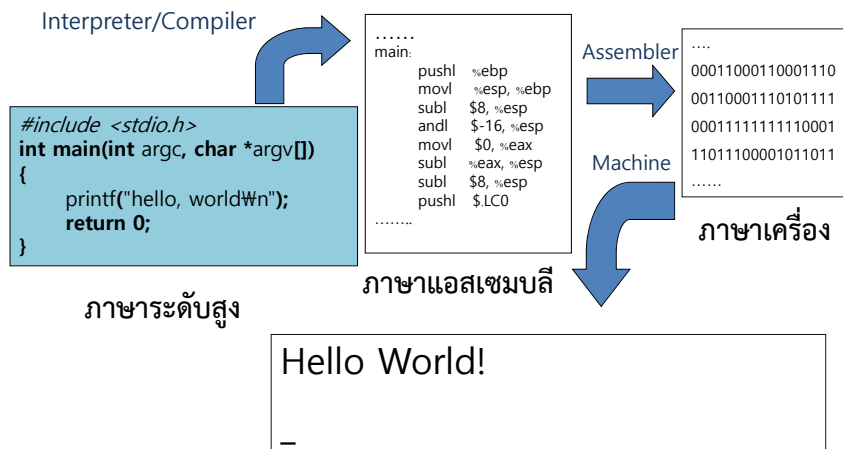 Interpreter/Compiler
#include <stdio.h>
int main(int argc, char *argv[])
{
printf("hello, world₩n");
return 0;
}
ภาษาระดับสูง
......
main:
pushl %ebp
movl %esp, %ebp
subl $8, %esp
andl $-16, %esp
movl $0, %eax
subl %eax, %esp
subl $8, %esp
pushl $.LC0
........
ภาษาแอสเซมบลี
Assembler
....
00011000110001110
00110001110101111
00011111111110001
11011100001011011
......
ภาษาเครื่อง
Machine
Hello World!
_